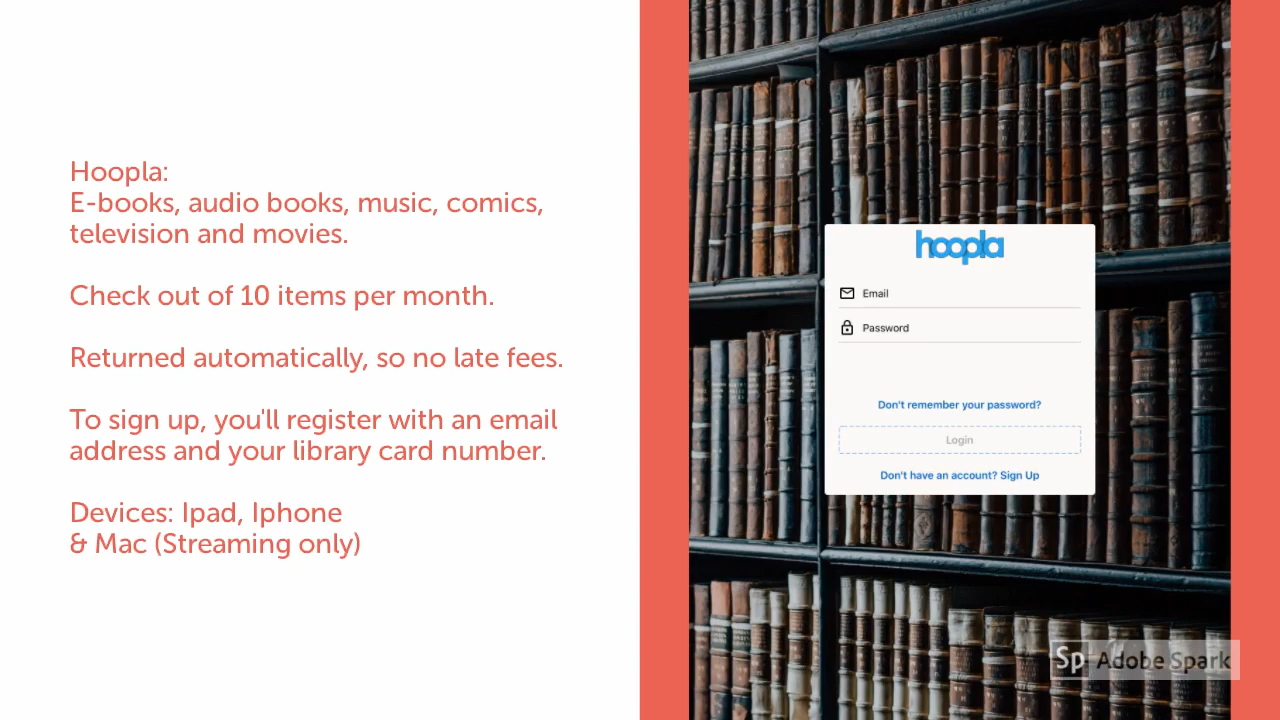 Hoopla:
E-books, audio books, music, comics,
television and movies.
Check out of 10 items per month.
Returned automatically, so no late fees.
To sign up, you'll register with an email
address and your library card number.
Devices: Ipad, Iphone
& Mac (Streaming only)
hoopla
Email
Password
Don't remember your password?
Login
Don't have an account? Sign Up
Sp Adobe Spark